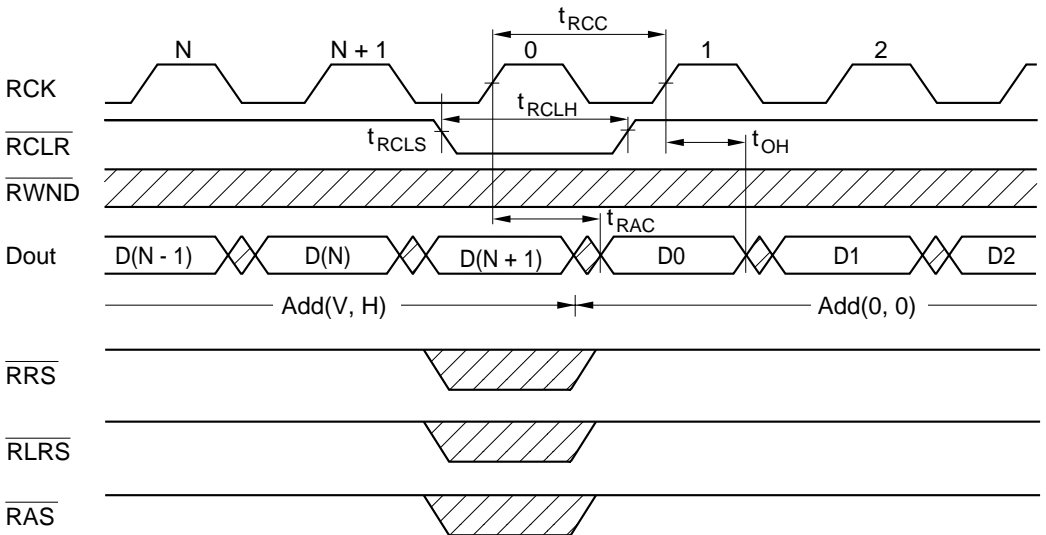 t_RCC
N N + 1 0 1 2
RCK
t_RCLH
t_RCLS
RCLR
t_OH
RWND
t_RAC
Dout D(N - 1) D(N) D(N + 1) D0 D1 D2
Add(V, H) Add(0, 0)
RRS
RLRS
RAS